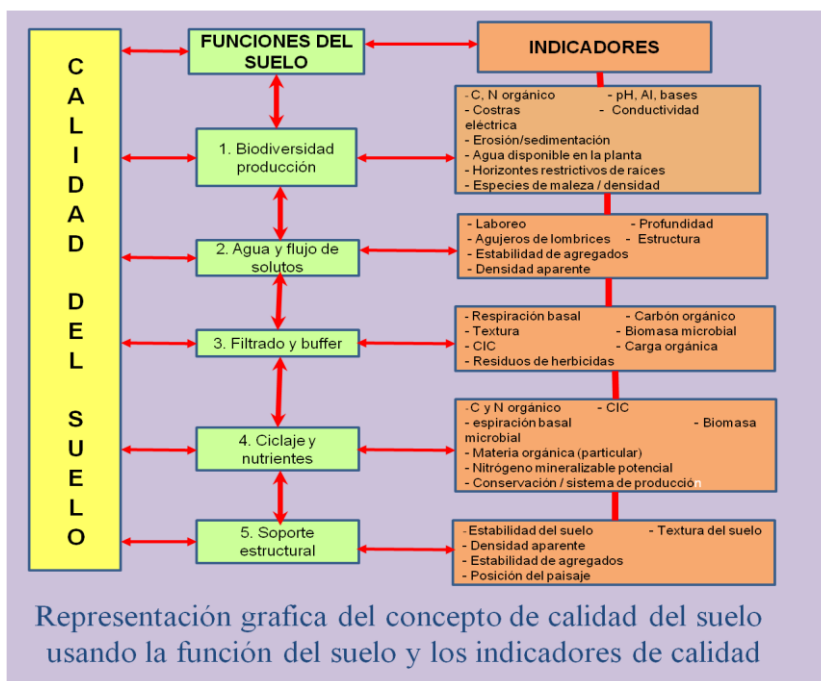 CALIDAD DEL SUELO
FUNCIONES DEL
SUELO
INDICADORES
1. Biodiversidad
producción
- C, N orgánico - pH, Al, bases
- Costras - Conductividad
eléctrica
- Erosión/sedimentación
- Agua disponible en la planta
- Horizontes restrictivos de raíces
- Especies de maleza / densidad
2. Agua y flujo de
solutos
- Laboreo - Profundidad
- Agujeros de lombrices - Estructura
- Estabilidad de agregados
- Densidad aparente
3. Filtrado y buffer
- Respiración basal - Carbón orgánico
- Textura - Biomasa microbial
- CIC - Carga orgánica
- Residuos de herbicidas
4. Ciclaje y
nutrientes
- C y N orgánico - CIC
- espiración basal - Biomasa
microbial
- Materia orgánica (particular)
- Nitrógeno mineralizable potencial
- Conservación / sistema de producción
5. Soporte
estructural
- Estabilidad del suelo - Textura del suelo
- Densidad aparente
- Estabilidad de agregados
- Posición del paisaje
Representación grafica del concepto de calidad del suelo
usando la función del suelo y los indicadores de calidad